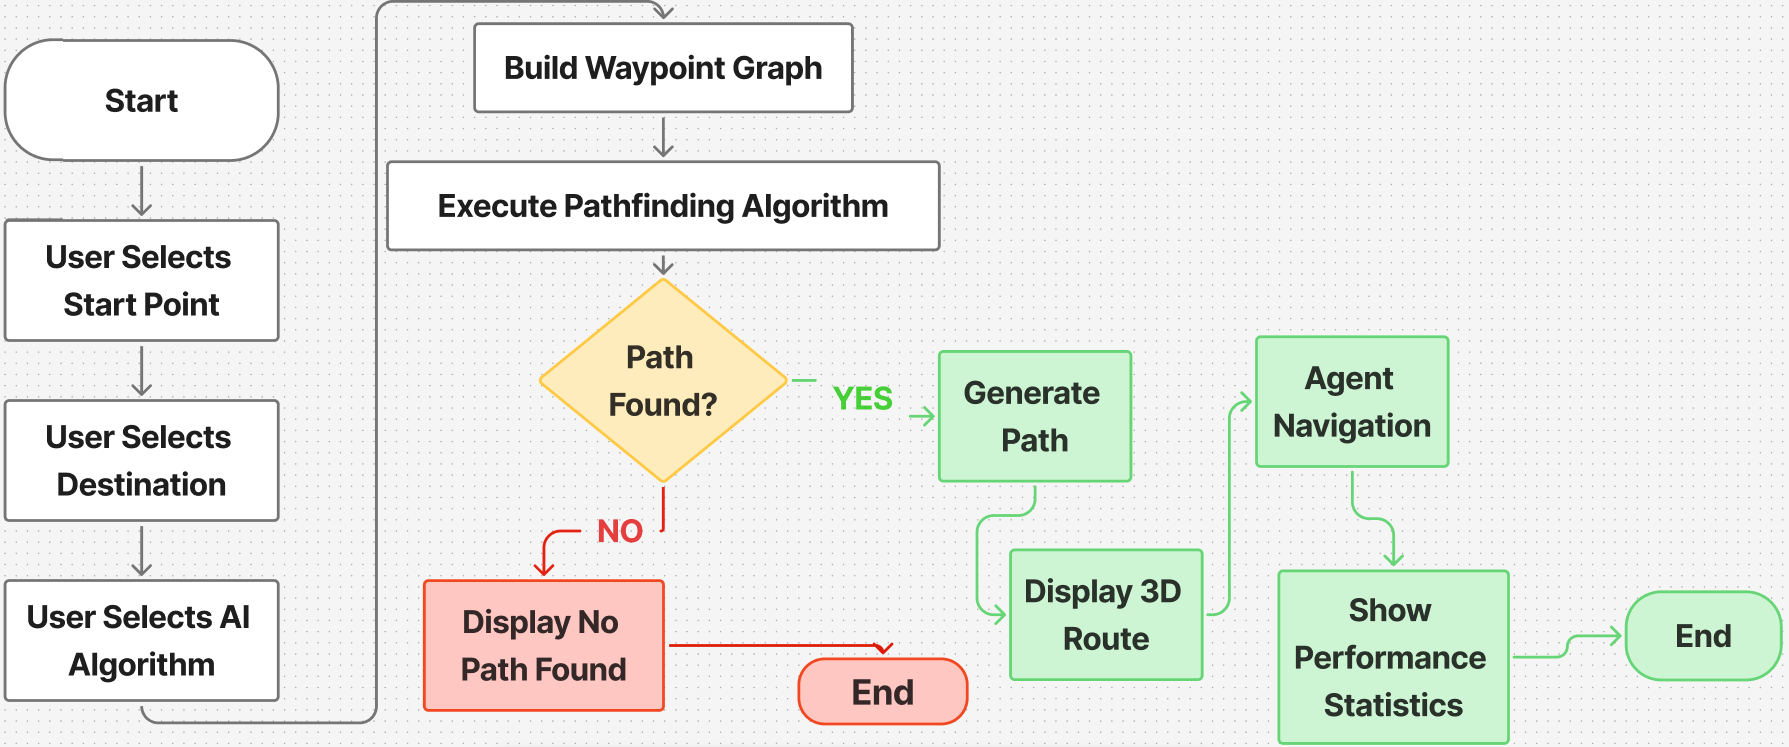 Start
User Selects
Start Point
User Selects
Destination
User Selects AI
Algorithm
Build Waypoint Graph
Execute Pathfinding Algorithm
Path
Found?
YES
NO
Display No
Path Found
End
Generate
Path
Display 3D
Route
Agent
Navigation
Show
Performance
Statistics
End